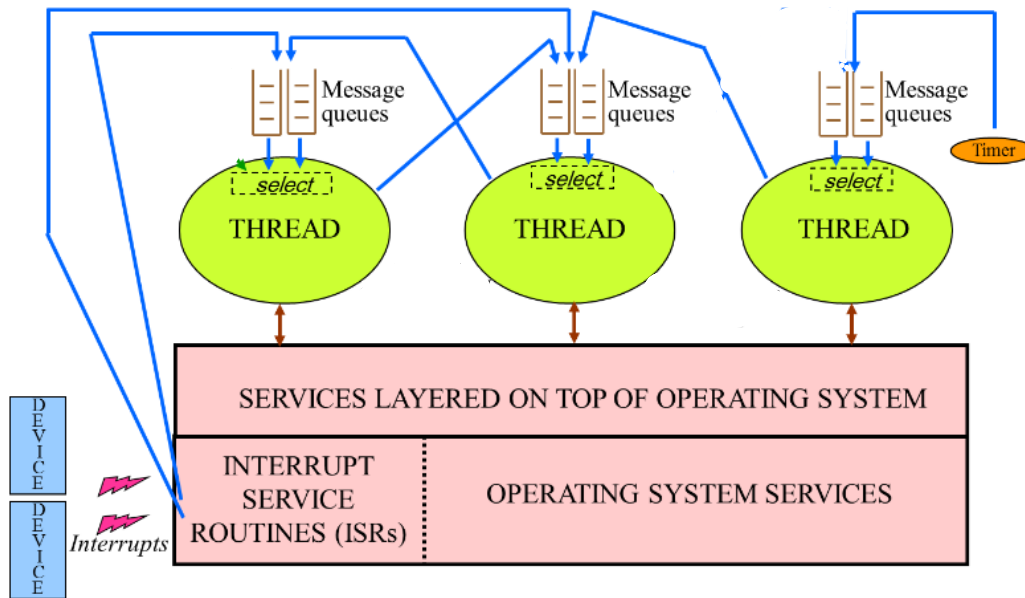 Message
queues
Message
queues
Message
queues
Timer
select
select
select
THREAD
THREAD
THREAD
SERVICES LAYERED ON TOP OF OPERATING SYSTEM
DEVICE
DEVICE
Interrupts
INTERRUPT
SERVICE
ROUTINES (ISRs)
OPERATING SYSTEM SERVICES